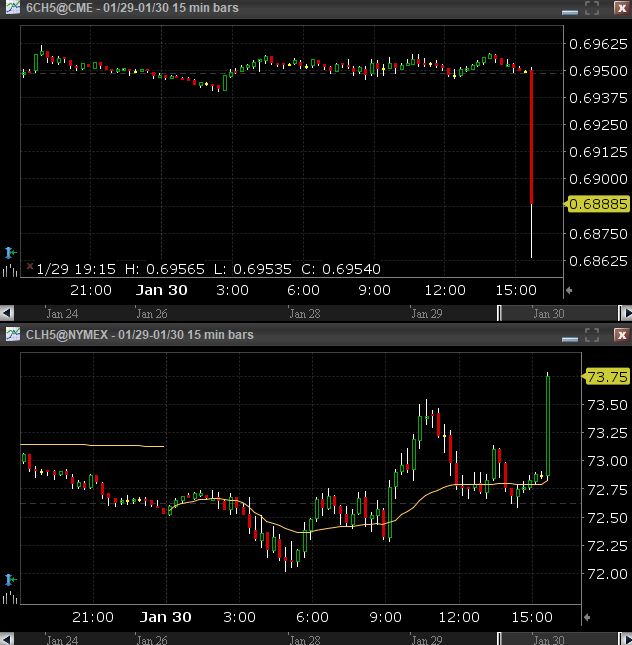 6CH5@CME - 01/29-01/30 15 min bars
0.69625
0.69500
0.69375
0.69250
0.69125
0.69000
0.68885
0.68750
0.68625
1/29 19:15 H: 0.69565 L: 0.69535 C: 0.69540
21:00 Jan 30 3:00 6:00 9:00 12:00 15:00
Jan 24 Jan 26 Jan 28 Jan 29 Jan 30
CLH5@NYMEX - 01/29-01/30 15 min bars
73.75
73.50
73.25
73.00
72.75
72.50
72.25
72.00
21:00 Jan 30 3:00 6:00 9:00 12:00 15:00
Jan 24 Jan 26 Jan 28 Jan 29 Jan 30